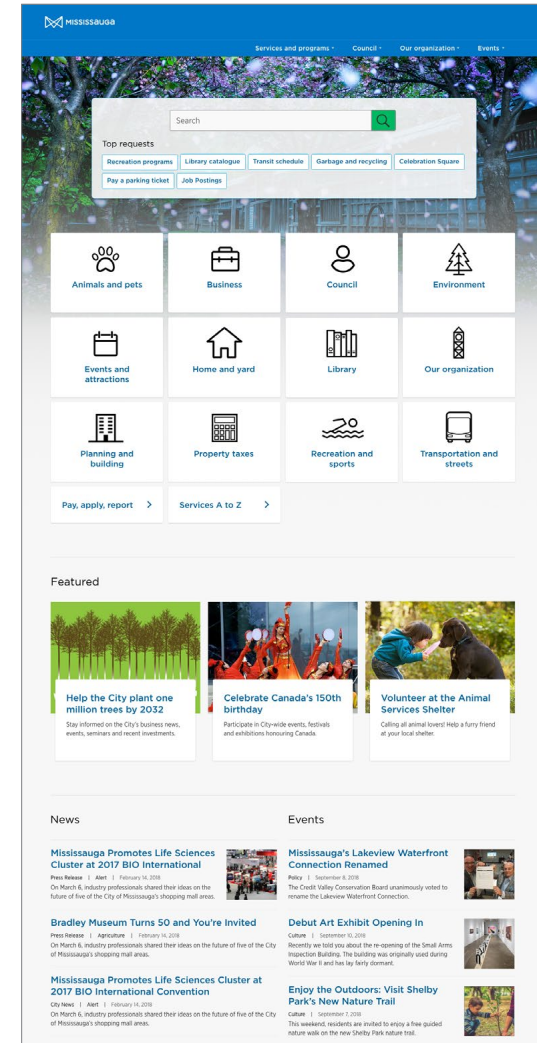 MISSISSAUGA
Services and programs
Council
Our organization
Events
Search
Top requests
Recreation programs
Library catalogue
Transit schedule
Garbage and recycling
Celebration Square
Pay a parking ticket
Job Postings
Animals and pets
Business
Council
Environment
Events and
attractions
Home and yard
Library
Our organization
Planning and
building
Property taxes
Recreation and
sports
Transportation and
streets
Pay, apply, report
Services A to Z
Featured
Help the City plant one
million trees by 2032
Stay informed on the City's business news,
events, seminars and recent investments.
Celebrate Canada's 150th
birthday
Participate in City-wide events, festivals
and exhibitions honouring Canada.
Volunteer at the Animal
Services Shelter
Calling all animal lovers! Help a furry friend
at your local shelter.
News
Mississauga Promotes Life Sciences
Cluster at 2017 BIO International
Press Release | Alert | February 14, 2018
On March 6, industry professionals shared their ideas on the
future of five of the City of Mississauga's shopping mall areas.
Bradley Museum Turns 50 and You're Invited
Press Release | Agriculture | February 14, 2018
On March 6, industry professionals shared their ideas on the future of five of the City
of Mississauga's shopping mall areas.
Mississauga Promotes Life Sciences Cluster at
2017 BIO International Convention
City News | Alert | February 14, 2018
On March 6, industry professionals shared their ideas on the future of five of the City
of Mississauga's shopping mall areas.
Events
Mississauga's Lakeview Waterfront
Connection Renamed
Policy | September 8, 2018
The Credit Valley Conservation Board unanimously voted to
rename the Lakeview Waterfront Connection.
Debut Art Exhibit Opening In
Culture | September 10, 2018
Recently we told you about the re-opening of the Small Arms
Inspection Building. The building was originally used during
World War II and has lay fairly dormant.
Enjoy the Outdoors: Visit Shelby
Park's New Nature Trail
Culture | September 7, 2018
This weekend, residents are invited to enjoy a free guided
nature walk on the new Shelby Park nature trail.